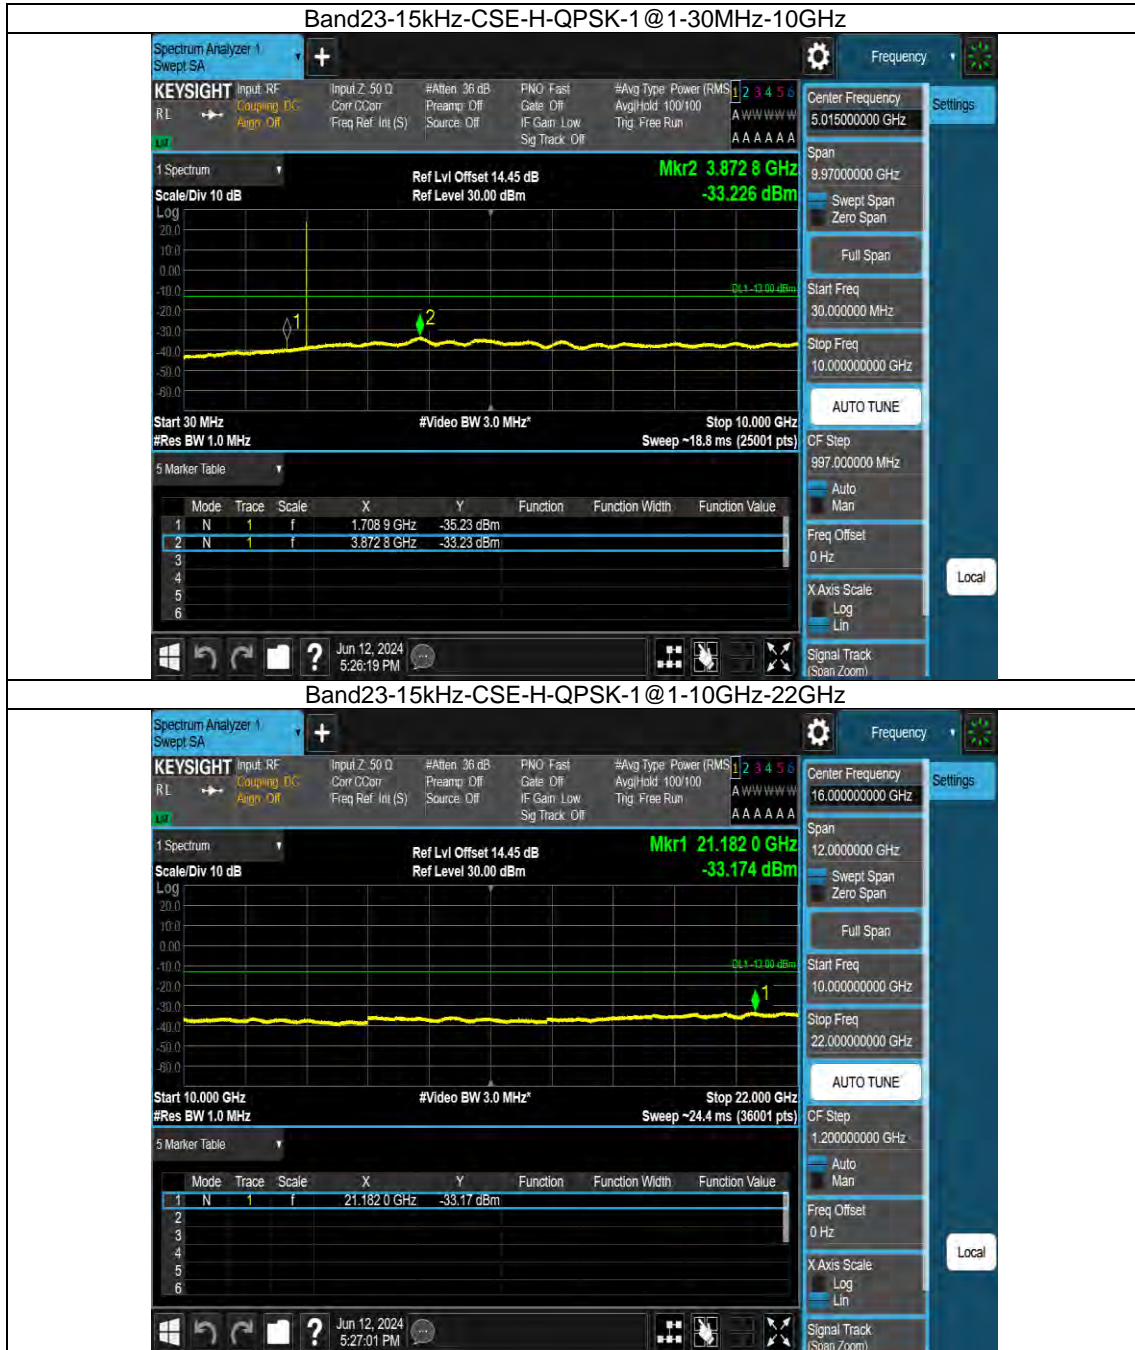 Band23-15kHz-CSE-H-QPSK-1@1-30MHz-10GHz
Spectrum Analyzer 1
Swept SA
+
Frequency
KEYSIGHT
RL
Input: RF
Coupling: DC
Align: Off
Input Z: 50 Ω
Corr CCorr
Freq Ref: Int (S)
#Atten: 36 dB
Preamp: Off
Source: Off
PNO: Fast
Gate: Off
IF Gain: Low
Sig Track: Off
#Avg Type: Power (RMS
Avg|Hold: 100/100
Trig: Free Run
1 2 3 4 5 6
A W W W W W
A A A A A A
Center Frequency
5.015000000 GHz
Settings
1 Spectrum
Scale/Div 10 dB
Ref Lvl Offset 14.45 dB
Ref Level 30.00 dBm
Mkr2 3.872 8 GHz
-33.226 dBm
Span
9.97000000 GHz
Swept Span
Zero Span
Full Span
Log
20.0
10.0
0.00
-10.0
-20.0
-30.0
-40.0
-50.0
-60.0
DL1 -13.00 dBm
1
2
Start Freq
30.000000 MHz
Stop Freq
10.000000000 GHz
AUTO TUNE
Start 30 MHz
#Res BW 1.0 MHz
#Video BW 3.0 MHz*
Stop 10.000 GHz
Sweep ~18.8 ms (25001 pts)
CF Step
997.000000 MHz
Auto
Man
5 Marker Table
Mode Trace Scale X Y Function Function Width Function Value
1 N 1 f 1.708 9 GHz -35.23 dBm
2 N 1 f 3.872 8 GHz -33.23 dBm
3
4
5
6
Freq Offset
0 Hz
Local
X Axis Scale
Log
Lin
Signal Track
(Span Zoom)
?
Jun 12, 2024
5:26:19 PM
Band23-15kHz-CSE-H-QPSK-1@1-10GHz-22GHz
Spectrum Analyzer 1
Swept SA
+
Frequency
KEYSIGHT
RL
Input: RF
Coupling: DC
Align: Off
Input Z: 50 Ω
Corr CCorr
Freq Ref: Int (S)
#Atten: 36 dB
Preamp: Off
Source: Off
PNO: Fast
Gate: Off
IF Gain: Low
Sig Track: Off
#Avg Type: Power (RMS
Avg|Hold: 100/100
Trig: Free Run
1 2 3 4 5 6
A W W W W W
A A A A A A
Center Frequency
16.000000000 GHz
Settings
1 Spectrum
Scale/Div 10 dB
Ref Lvl Offset 14.45 dB
Ref Level 30.00 dBm
Mkr1 21.182 0 GHz
-33.174 dBm
Span
12.0000000 GHz
Swept Span
Zero Span
Full Span
Log
20.0
10.0
0.00
-10.0
-20.0
-30.0
-40.0
-50.0
-60.0
DL1 -13.00 dBm
1
Start Freq
10.000000000 GHz
Stop Freq
22.000000000 GHz
AUTO TUNE
Start 10.000 GHz
#Res BW 1.0 MHz
#Video BW 3.0 MHz*
Stop 22.000 GHz
Sweep ~24.4 ms (36001 pts)
CF Step
1.200000000 GHz
Auto
Man
5 Marker Table
Mode Trace Scale X Y Function Function Width Function Value
1 N 1 f 21.182 0 GHz -33.17 dBm
2
3
4
5
6
Freq Offset
0 Hz
Local
X Axis Scale
Log
Lin
Signal Track
(Span Zoom)
?
Jun 12, 2024
5:27:01 PM